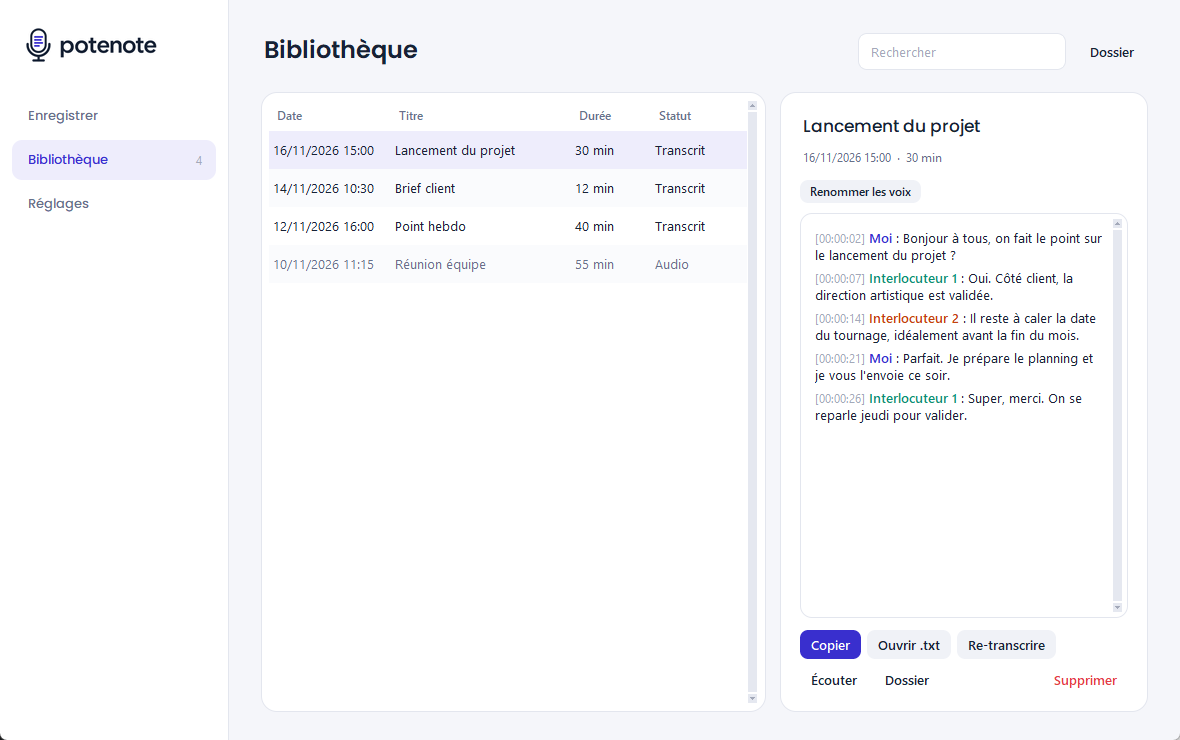 potenote
Enregistrer
Bibliothèque 4
Réglages
Bibliothèque
Rechercher
Dossier
Date Titre Durée Statut
16/11/2026 15:00 Lancement du projet 30 min Transcrit
14/11/2026 10:30 Brief client 12 min Transcrit
12/11/2026 16:00 Point hebdo 40 min Transcrit
10/11/2026 11:15 Réunion équipe 55 min Audio
Lancement du projet
16/11/2026 15:00 · 30 min
Renommer les voix
[00:00:02] Moi : Bonjour à tous, on fait le point sur
le lancement du projet ?
[00:00:07] Interlocuteur 1 : Oui. Côté client, la
direction artistique est validée.
[00:00:14] Interlocuteur 2 : Il reste à caler la date
du tournage, idéalement avant la fin du mois.
[00:00:21] Moi : Parfait. Je prépare le planning et
je vous l'envoie ce soir.
[00:00:26] Interlocuteur 1 : Super, merci. On se
reparle jeudi pour valider.
Copier Ouvrir .txt Re-transcrire
Écouter Dossier Supprimer